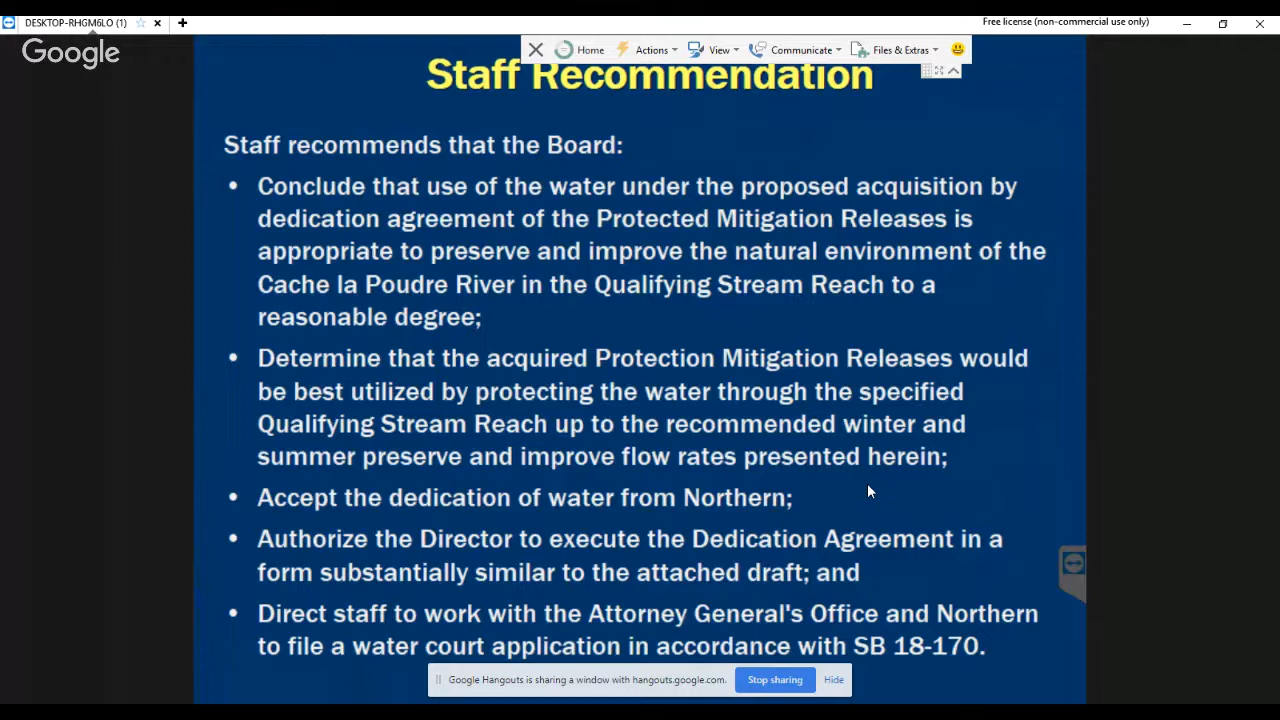 DESKTOP-RHGM6LO (1)
Free license (non-commercial use only)
Google
Home Actions View Communicate Files & Extras
Staff Recommendation
Staff recommends that the Board:
• Conclude that use of the water under the proposed acquisition by
dedication agreement of the Protected Mitigation Releases is
appropriate to preserve and improve the natural environment of the
Cache la Poudre River in the Qualifying Stream Reach to a
reasonable degree;
• Determine that the acquired Protection Mitigation Releases would
be best utilized by protecting the water through the specified
Qualifying Stream Reach up to the recommended winter and
summer preserve and improve flow rates presented herein;
• Accept the dedication of water from Northern;
• Authorize the Director to execute the Dedication Agreement in a
form substantially similar to the attached draft; and
• Direct staff to work with the Attorney General's Office and Northern
to file a water court application in accordance with SB 18-170.
Google Hangouts is sharing a window with hangouts.google.com. Stop sharing Hide